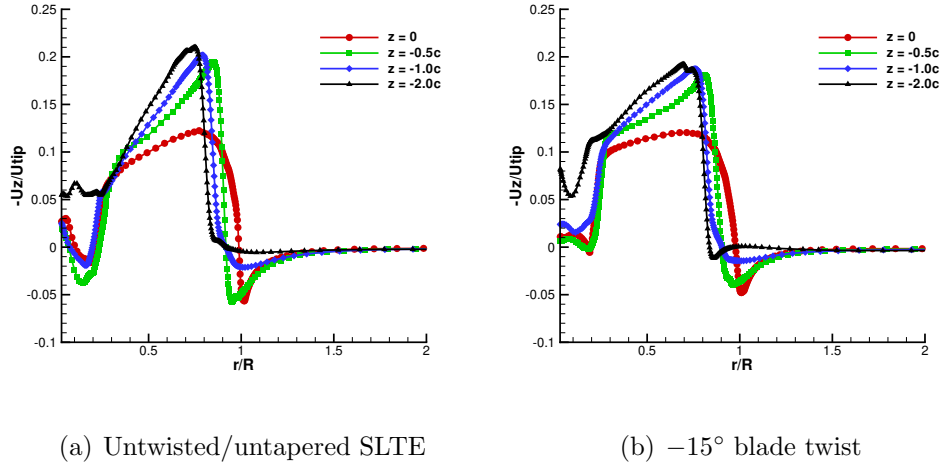 0.25
0.2
0.15
0.1
0.05
0
-0.05
-0.1
-Uz/Utip
0.5
1
1.5
2
r/R
z = 0
z = -0.5c
z = -1.0c
z = -2.0c
(a) Untwisted/untapered SLTE
0.25
0.2
0.15
0.1
0.05
0
-0.05
-0.1
-Uz/Utip
0.5
1
1.5
2
r/R
z = 0
z = -0.5c
z = -1.0c
z = -2.0c
(b) −15° blade twist